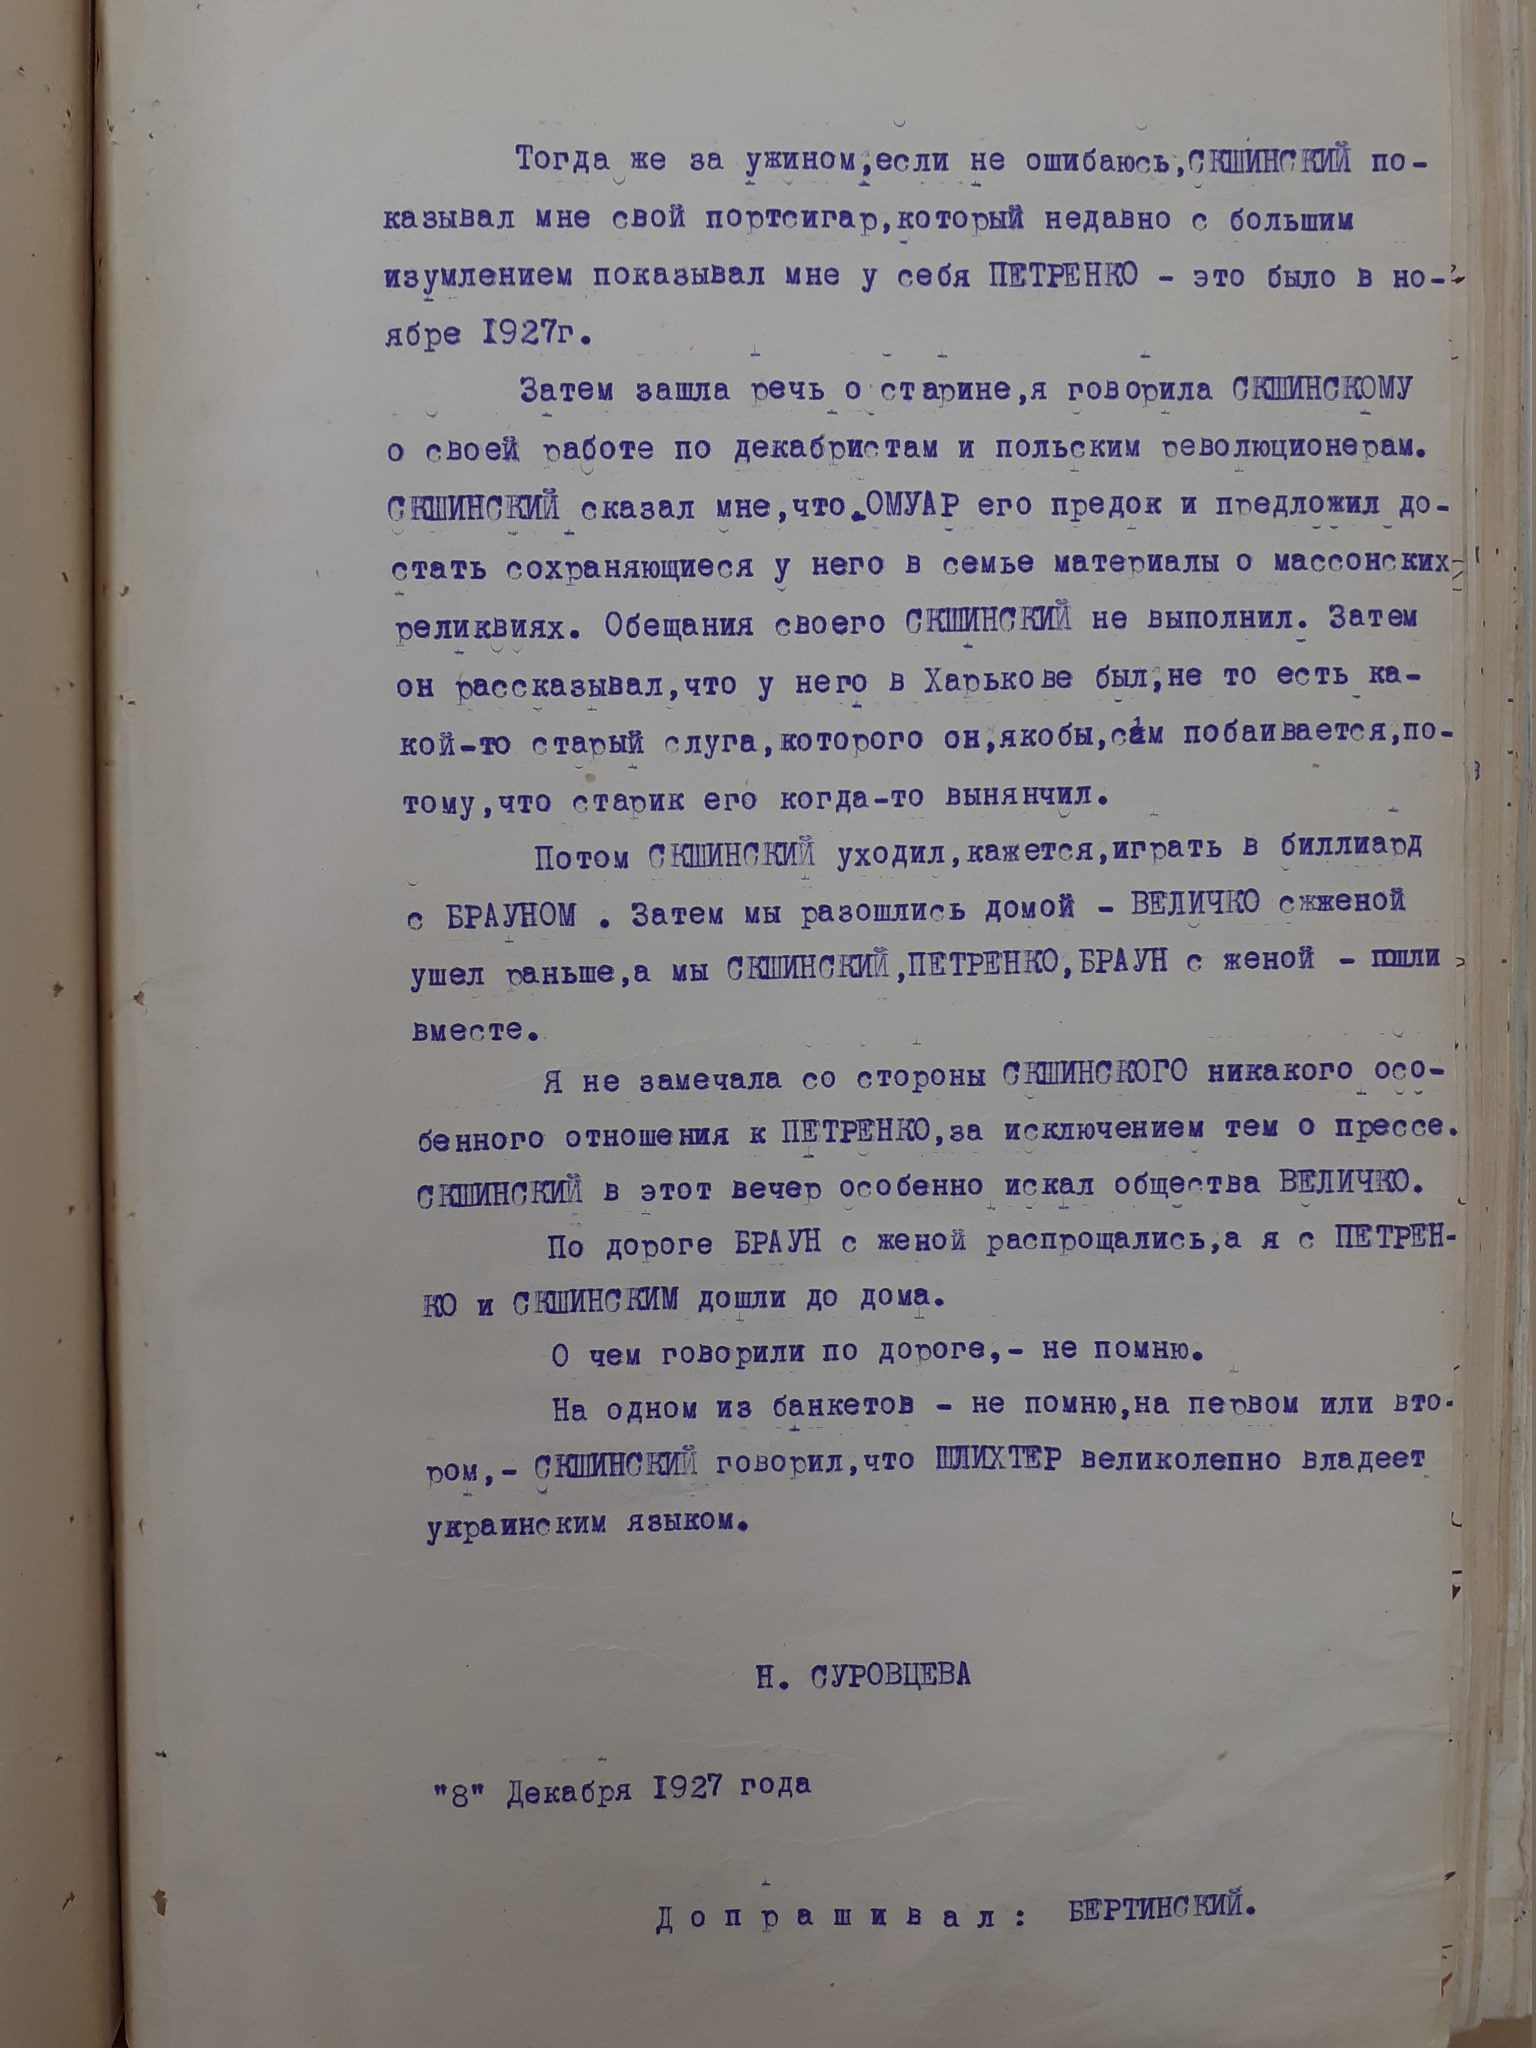 Тогда же за ужином,если не ошибаюсь,СКШИНСКИЙ по-
казывал мне свой портсигар,который недавно с большим
изумлением показывал мне у себя ПЕТРЕНКО - это было в но-
ябре 1927г.
Затем зашла речь о старине,я говорила СКШИНСКОМУ
о своей работе по декабристам и польским революционерам.
СКШИНСКИЙ сказал мне,что ОМУАР его предок и предложил до-
стать сохраняющиеся у него в семье материалы о массонских
реликвиях. Обещания своего СКШИНСКИЙ не выполнил. Затем
он рассказывал,что у него в Харькове был,не то есть ка-
кой-то старый слуга,которого он,якобы,сам побаивается,по-
тому,что старик его когда-то вынянчил.
Потом СКШИНСКИЙ уходил,кажется,играть в биллиард
с БРАУНОМ . Затем мы разошлись домой - ВЕЛИЧКО сжженой
ушел раньше,а мы СКШИНСКИЙ,ПЕТРЕНКО,БРАУН с женой - пошли
вместе.
Я не замечала со стороны СКШИНСКОГО никакого осо-
бенного отношения к ПЕТРЕНКО,за исключением тем о прессе.
СКШИНСКИЙ в этот вечер особенно искал общества ВЕЛИЧКО.
По дороге БРАУН с женой распрощались,а я с ПЕТРЕН-
КО и СКШИНСКИМ дошли до дома.
О чем говорили по дороге,- не помню.
На одном из банкетов - не помню,на первом или вто-
ром,- СКШИНСКИЙ говорил,что ШЛИХТЕР великолепно владеет
украинским языком.
Н. СУРОВЦЕВА
"8" Декабря 1927 года
Допрашивал: БЕРТИНСКИЙ.